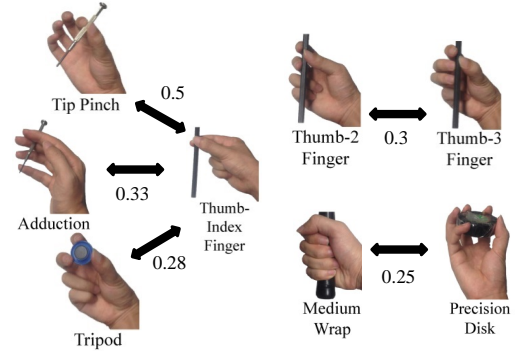 Tip Pinch
0.5
Adduction
0.33
Thumb-
Index
Finger
0.28
Tripod
Thumb-2
Finger
0.3
Thumb-3
Finger
Medium
Wrap
0.25
Precision
Disk